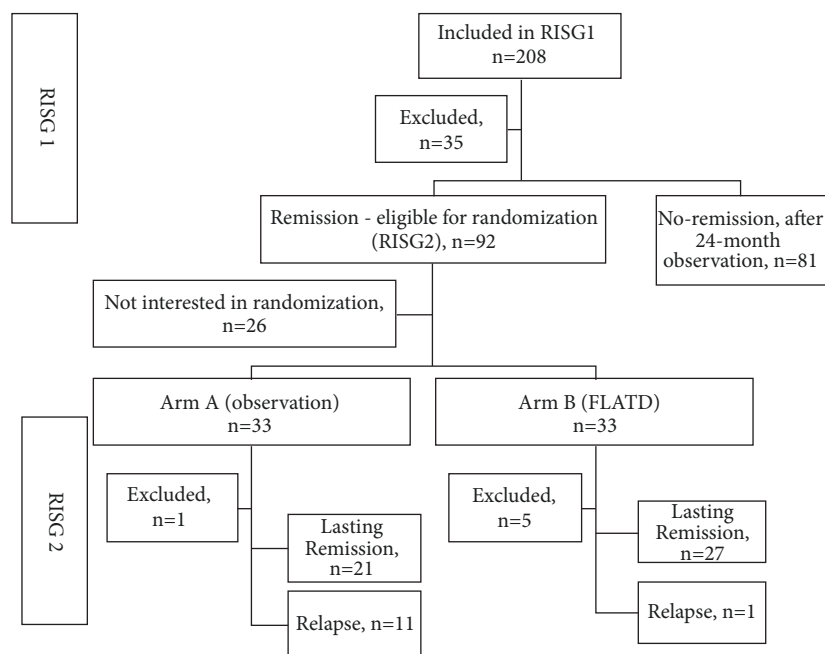 RISG 1
Included in RISG1
n=208
Excluded,
n=35
Remission - eligible for randomization
(RISG2), n=92
No-remission, after
24-month
observation, n=81
Not interested in randomization,
n=26
RISG 2
Arm A (observation)
n=33
Arm B (FLATD)
n=33
Excluded,
n=1
Lasting
Remission,
n=21
Relapse, n=11
Excluded,
n=5
Lasting
Remission,
n=27
Relapse, n=1